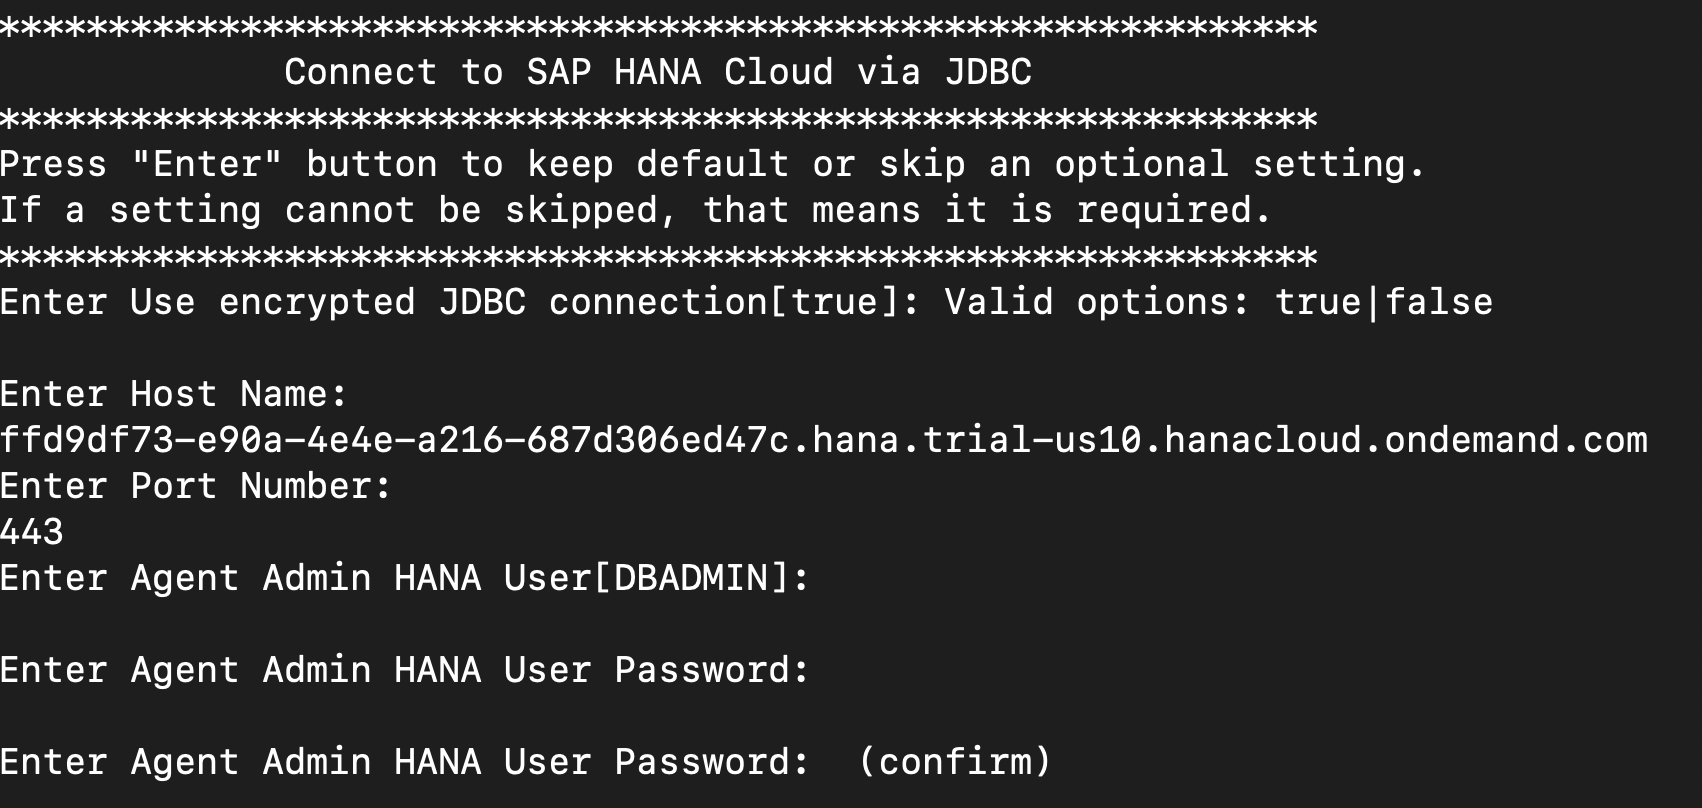 ************************************************************
Connect to SAP HANA Cloud via JDBC
************************************************************
Press "Enter" button to keep default or skip an optional setting.
If a setting cannot be skipped, that means it is required.
************************************************************
Enter Use encrypted JDBC connection[true]: Valid options: true|false
Enter Host Name:
ffd9df73-e90a-4e4e-a216-687d306ed47c.hana.trial-us10.hanacloud.ondemand.com
Enter Port Number:
443
Enter Agent Admin HANA User[DBADMIN]:
Enter Agent Admin HANA User Password:
Enter Agent Admin HANA User Password:  (confirm)